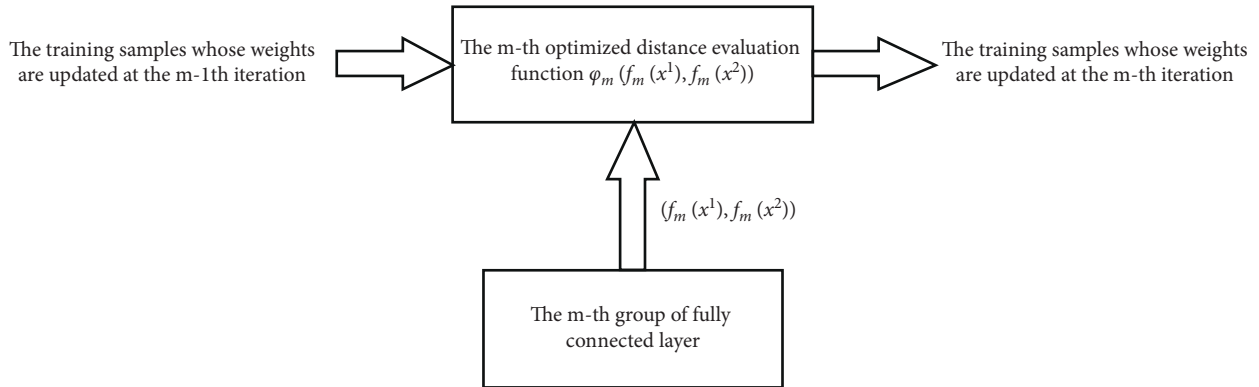 The training samples whose weights
are updated at the m-1th iteration
The m-th optimized distance evaluation
function φₘ (fₘ (x¹), fₘ (x²))
The training samples whose weights
are updated at the m-th iteration
(fₘ (x¹), fₘ (x²))
The m-th group of fully
connected layer